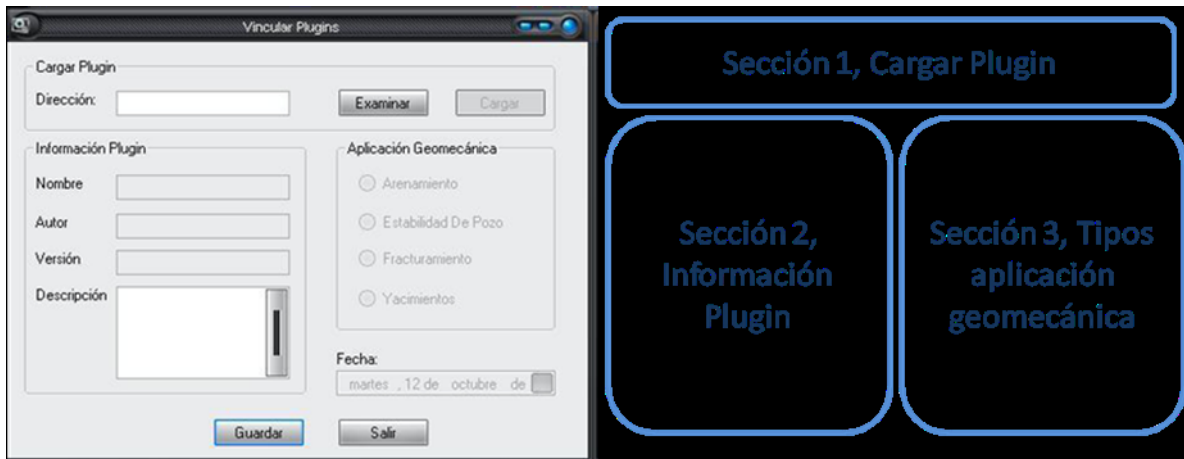 Vincular Plugins
Cargar Plugin
Dirección:
Examinar
Cargar
Información Plugin
Nombre
Autor
Versión
Descripción
Aplicación Geomecánica
Arenamiento
Estabilidad De Pozo
Fracturamiento
Yacimientos
Fecha:
martes , 12 de octubre de
Guardar
Salir
Sección 1, Cargar Plugin
Sección 2,
Información
Plugin
Sección 3, Tipos
aplicación
geomecánica